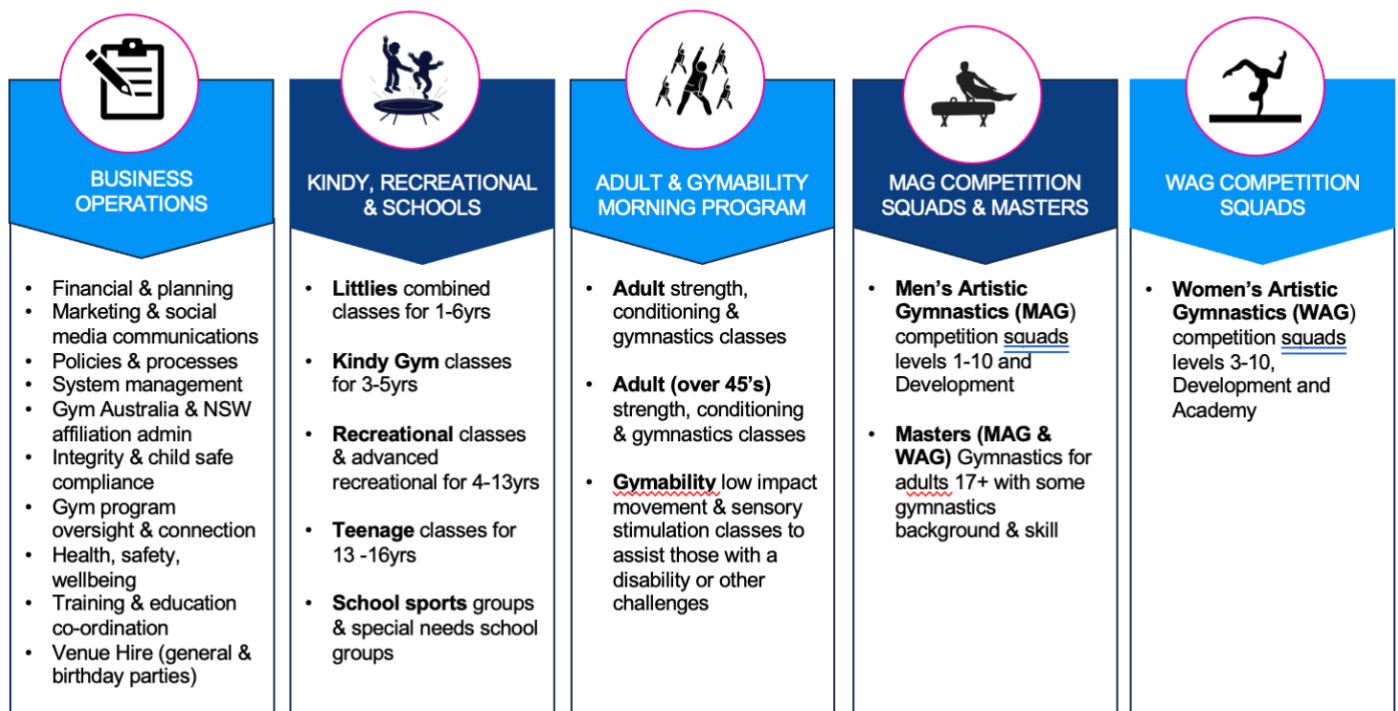 BUSINESS
OPERATIONS
• Financial & planning
• Marketing & social
media communications
• Policies & processes
• System management
• Gym Australia & NSW
affiliation admin
• Integrity & child safe
compliance
• Gym program
oversight & connection
• Health, safety,
wellbeing
• Training & education
co-ordination
• Venue Hire (general &
birthday parties)
KINDY, RECREATIONAL
& SCHOOLS
• Littlies combined
classes for 1-6yrs
• Kindy Gym classes
for 3-5yrs
• Recreational classes
& advanced
recreational for 4-13yrs
• Teenage classes for
13 -16yrs
• School sports groups
& special needs school
groups
ADULT & GYMABILITY
MORNING PROGRAM
• Adult strength,
conditioning &
gymnastics classes
• Adult (over 45’s)
strength, conditioning
& gymnastics classes
• Gymability low impact
movement & sensory
stimulation classes to
assist those with a
disability or other
challenges
MAG COMPETITION
SQUADS & MASTERS
• Men’s Artistic
Gymnastics (MAG)
competition squads
levels 1-10 and
Development
• Masters (MAG &
WAG) Gymnastics for
adults 17+ with some
gymnastics
background & skill
WAG COMPETITION
SQUADS
• Women’s Artistic
Gymnastics (WAG)
competition squads
levels 3-10,
Development and
Academy